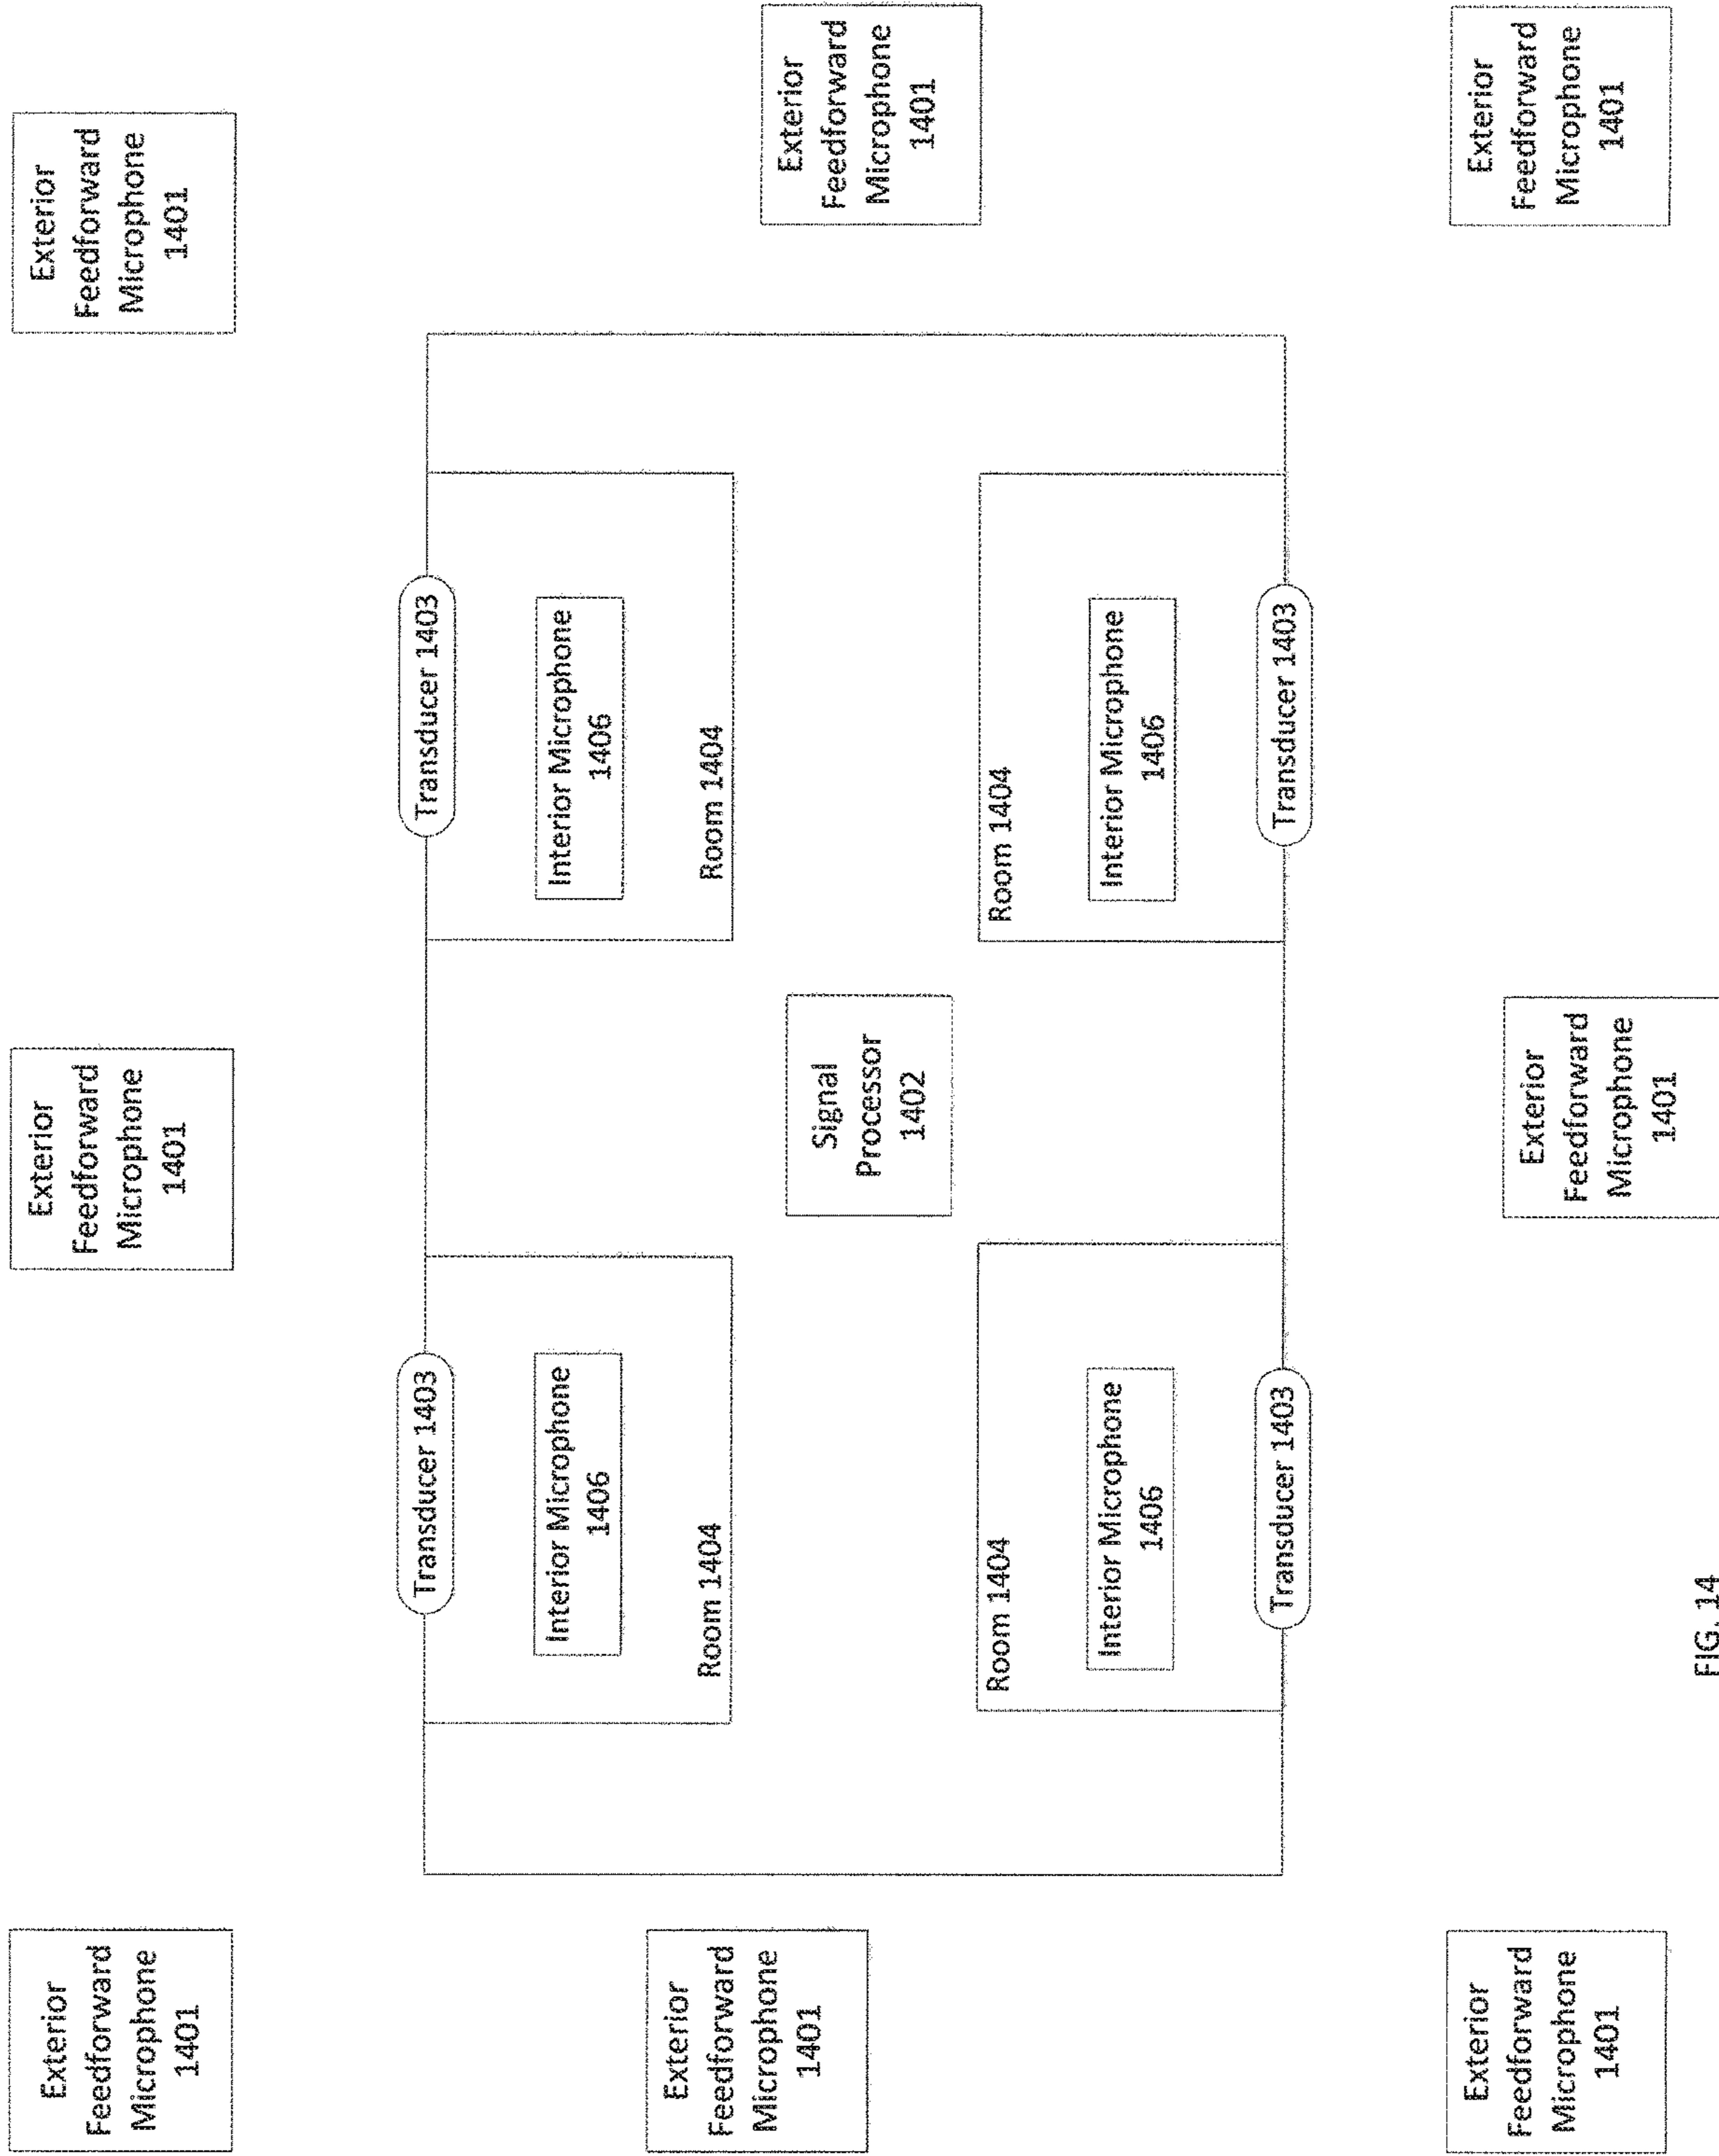 Exterior
Feedforward
Microphone
1401
Exterior
Feedforward
Microphone
1401
Exterior
Feedforward
Microphone
1401
Transducer 1403
Transducer 1403
Interior Microphone
1406
Interior Microphone
1406
Room 1404
Room 1404
Exterior
Feedforward
Microphone
1401
Signal
Processor
1402
Exterior
Feedforward
Microphone
1401
Room 1404
Room 1404
Interior Microphone
1406
Interior Microphone
1406
Transducer 1403
Transducer 1403
Exterior
Feedforward
Microphone
1401
Exterior
Feedforward
Microphone
1401
Exterior
Feedforward
Microphone
1401
FIG. 14